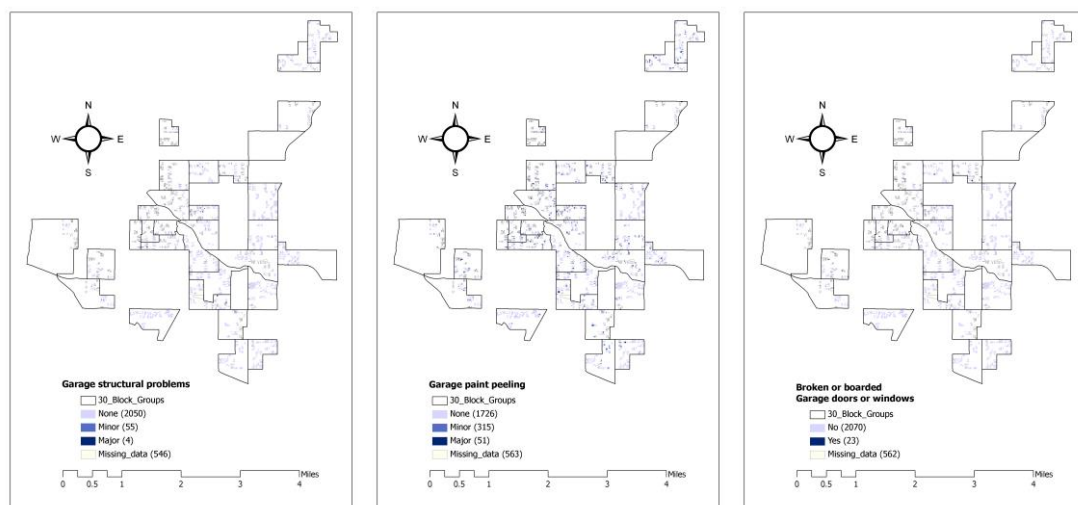 N
W E
S
Garage structural problems
30_Block_Groups
None (2050)
Minor (55)
Major (4)
Missing_data (546)
Miles
0 0.5 1 2 3 4
N
W E
S
Garage paint peeling
30_Block_Groups
None (1726)
Minor (315)
Major (51)
Missing_data (563)
Miles
0 0.5 1 2 3 4
N
W E
S
Broken or boarded
Garage doors or windows
30_Block_Groups
No (2070)
Yes (23)
Missing_data (562)
Miles
0 0.5 1 2 3 4